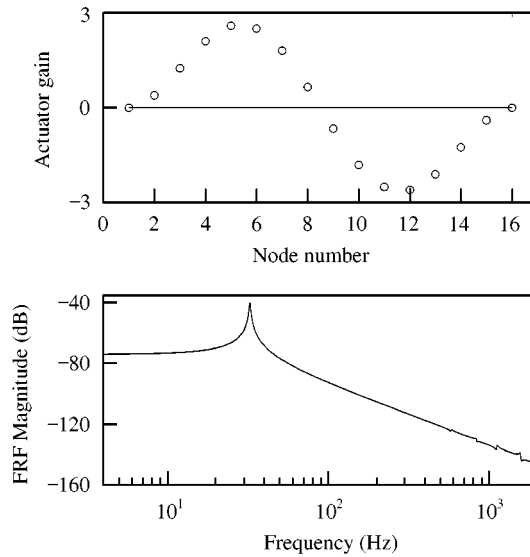 3
0
−3
Actuator gain
0 2 4 6 8 10 12 14 16
Node number
−40
−80
−120
−160
FRF Magnitude (dB)
10¹ 10² 10³
Frequency (Hz)